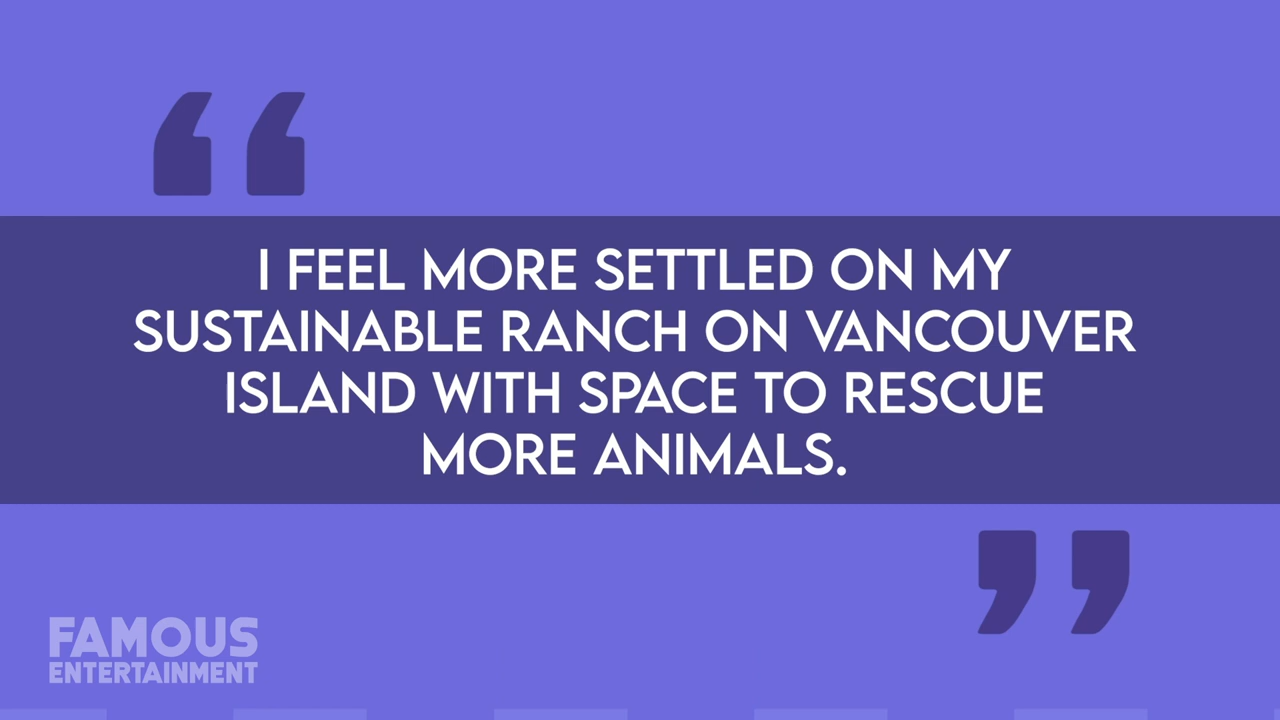 I FEEL MORE SETTLED ON MY
SUSTAINABLE RANCH ON VANCOUVER
ISLAND WITH SPACE TO RESCUE
MORE ANIMALS.
FAMOUS
ENTERTAINMENT